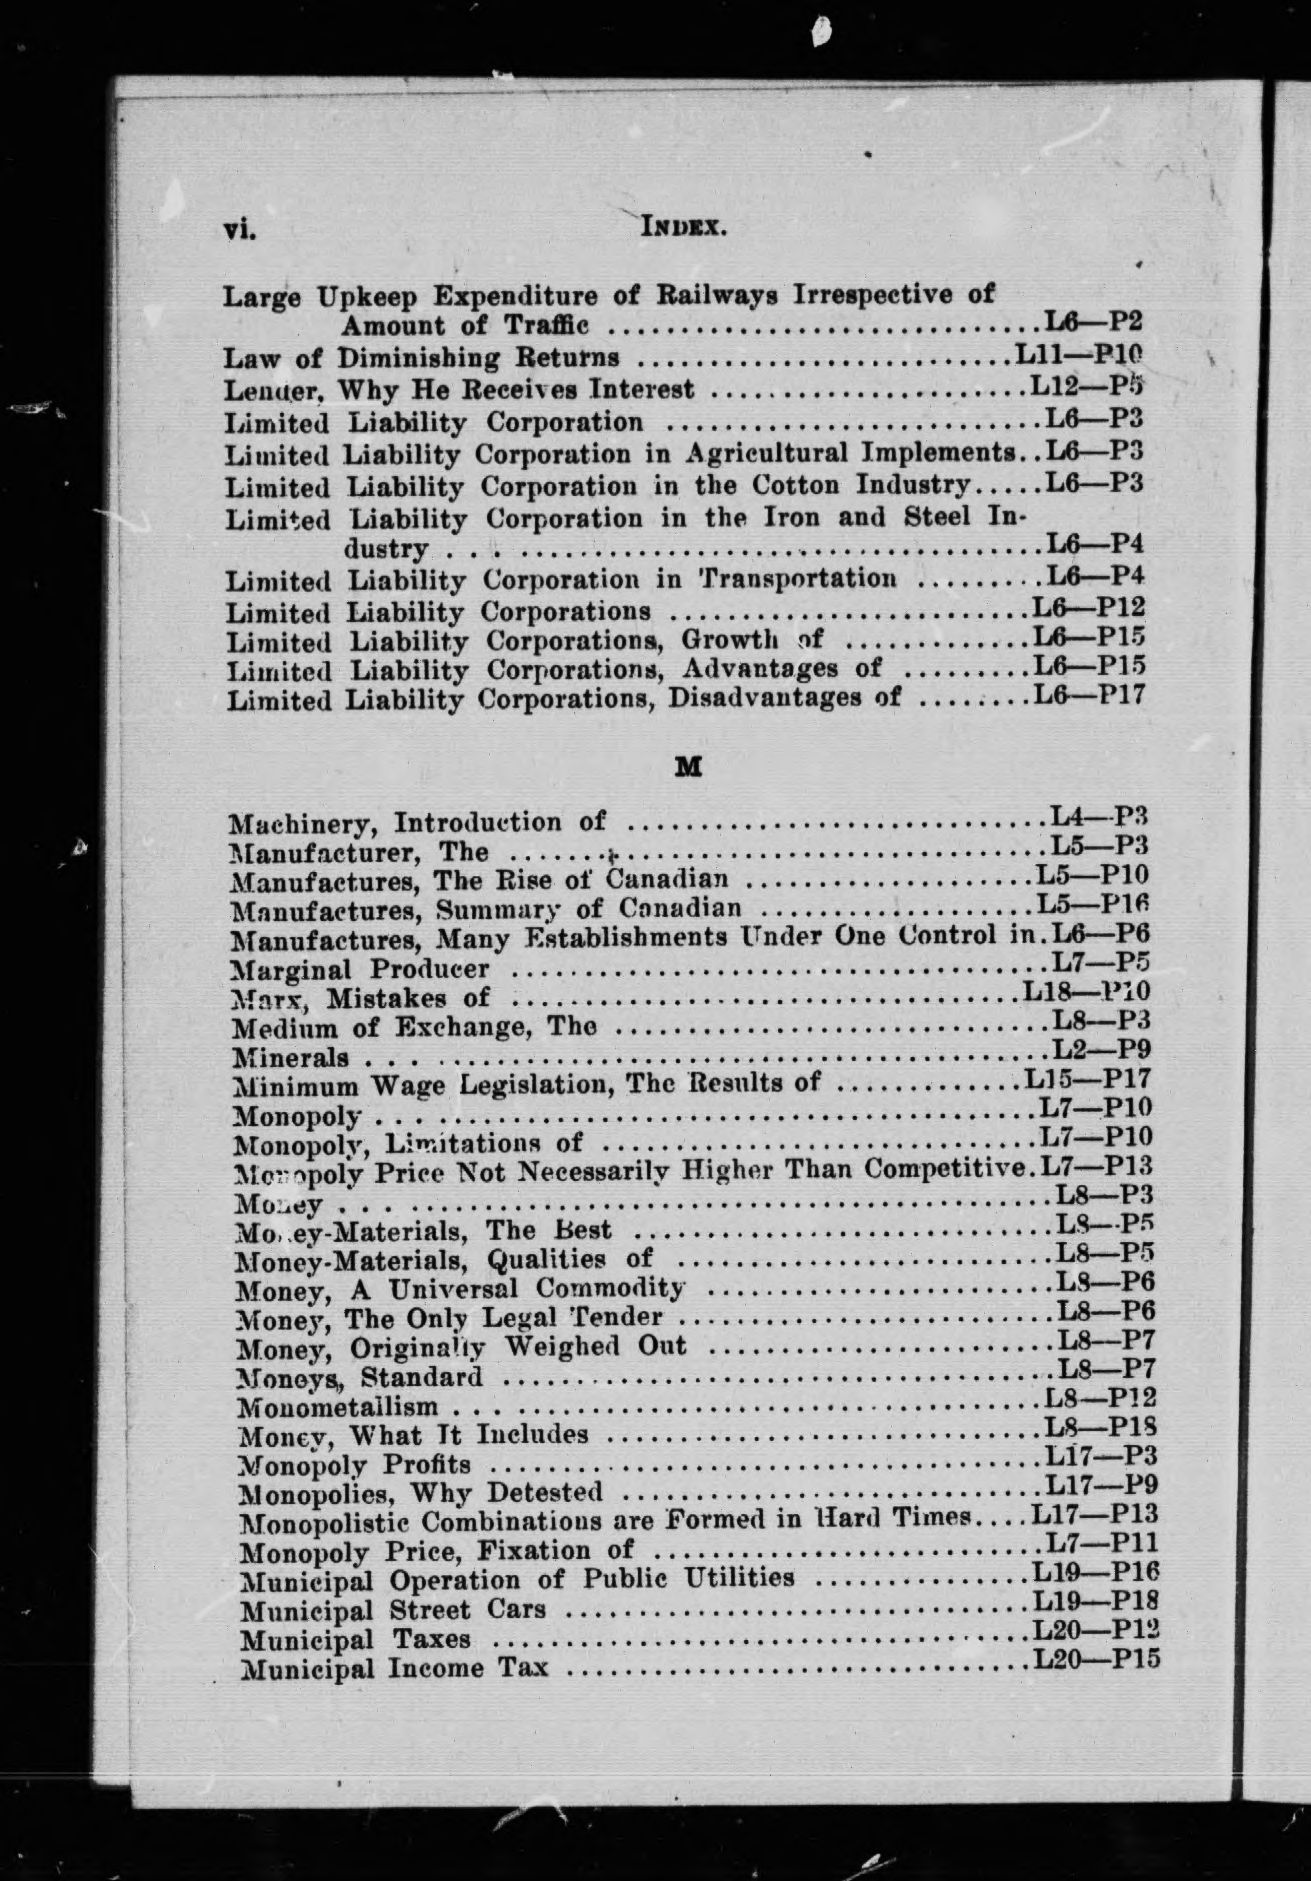 vi.
INDEX.
Large Upkeep Expenditure of Railways Irrespective of
Amount of Traffic ..............................L6—P2
Law of Diminishing Returns ..........................L11—P10
Lender, Why He Receives Interest ......................L12—P5
Limited Liability Corporation ..........................L6—P3
Limited Liability Corporation in Agricultural Implements..L6—P3
Limited Liability Corporation in the Cotton Industry.....L6—P3
Limited Liability Corporation in the Iron and Steel In-
dustry . . . ....................................L6—P4
Limited Liability Corporation in Transportation .........L6—P4
Limited Liability Corporations .........................L6—P12
Limited Liability Corporations, Growth of .............L6—P15
Limited Liability Corporations, Advantages of .........L6—P15
Limited Liability Corporations, Disadvantages of ........L6—P17
M
Machinery, Introduction of .............................L4—P3
Manufacturer, The .....................................L5—P3
Manufactures, The Rise of Canadian ....................L5—P10
Manufactures, Summary of Canadian ...................L5—P16
Manufactures, Many Establishments Under One Control in.L6—P6
Marginal Producer .....................................L7—P5
Marx, Mistakes of ...................................L18—P10
Medium of Exchange, The ..............................L8—P3
Minerals . . . ..........................................L2—P9
Minimum Wage Legislation, The Results of .............L15—P17
Monopoly . . . .........................................L7—P10
Monopoly, Limitations of ..............................L7—P10
Monopoly Price Not Necessarily Higher Than Competitive.L7—P13
Money . . . ............................................L8—P3
Money-Materials, The Best .............................L8—P5
Money-Materials, Qualities of ..........................L8—P5
Money, A Universal Commodity ........................L8—P6
Money, The Only Legal Tender ..........................L8—P6
Money, Originally Weighed Out ........................L8—P7
Moneys, Standard ......................................L8—P7
Monometallism . . . ....................................L8—P12
Money, What It Includes ..............................L8—P18
Monopoly Profits ......................................L17—P3
Monopolies, Why Detested .............................L17—P9
Monopolistic Combinations are Formed in Hard Times....L17—P13
Monopoly Price, Fixation of ...........................L7—P11
Municipal Operation of Public Utilities ...............L19—P16
Municipal Street Cars ................................L19—P18
Municipal Taxes .....................................L20—P12
Municipal Income Tax ................................L20—P15